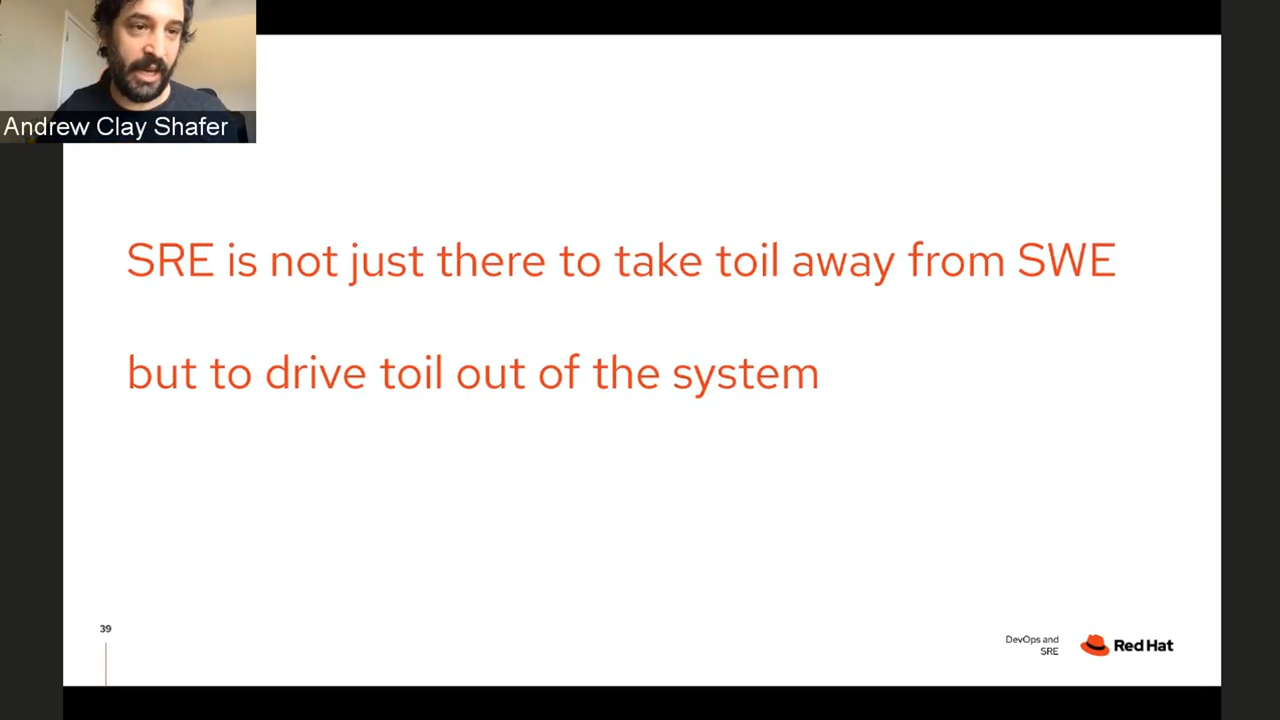 Andrew Clay Shafer
SRE is not just there to take toil away from SWE
but to drive toil out of the system
39
DevOps and
SRE
Red Hat